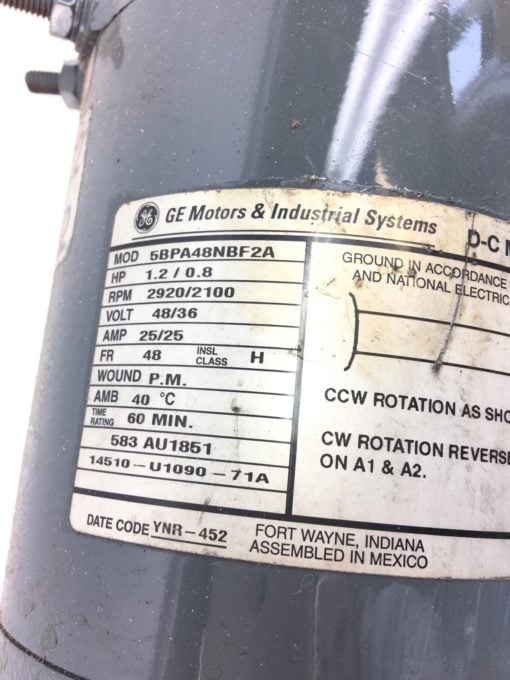 GE GE Motors & Industrial Systems
D-C
MOD 5BPA48NBF2A
HP 1.2 / 0.8
RPM 2920/2100
VOLT 48/36
AMP 25/25
FR 48 INSL CLASS H
WOUND P.M.
AMB 40 °C
TIME RATING 60 MIN.
583 AU1851
14510-U1090-71A
GROUND IN ACCORDANCE
AND NATIONAL ELECTRIC
CCW ROTATION AS
CW ROTATION
ON A1 & A2.
DATE CODE YNR-452
FORT WAYNE, INDIANA
ASSEMBLED IN MEXICO